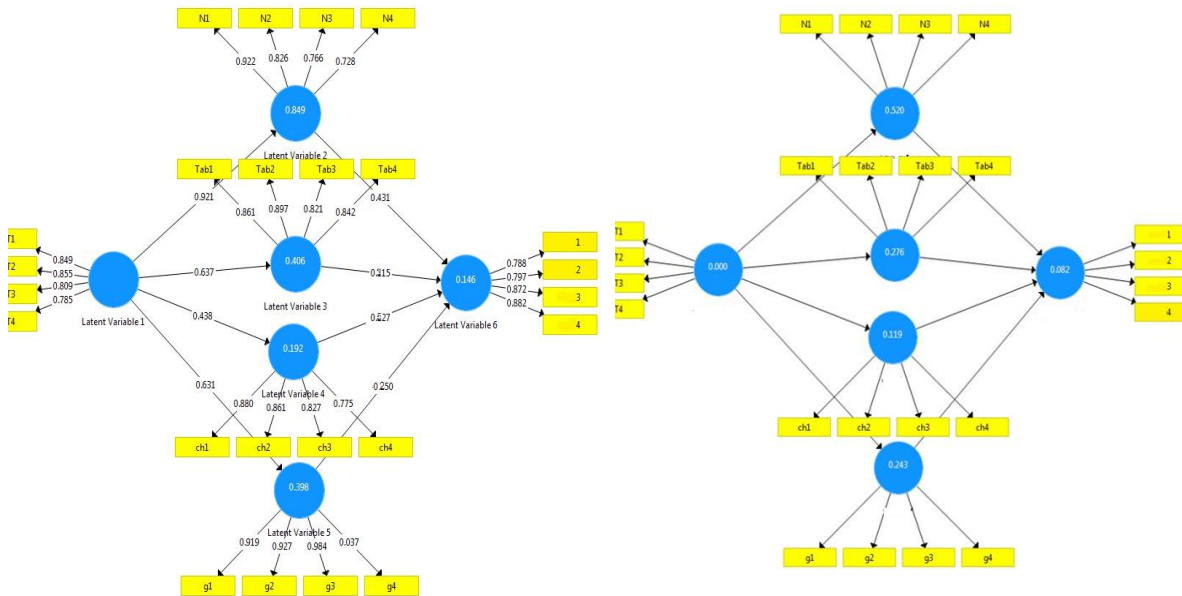 N1 N2 N3 N4
0.922 0.826 0.766 0.728
0.849
Latent Variable 2
Tab1 Tab2 Tab3 Tab4
0.921 0.431
0.861 0.897 0.821 0.842
T1
T2
T3
T4
0.849
0.855
0.809
0.785
Latent Variable 1
0.637
0.406
Latent Variable 3
0.146
Latent Variable 6
0.788
0.797
0.872
0.882
1
2
3
4
0.438
0.192
Latent Variable 4
0.631
0.880 0.861 0.827 0.775
ch1 ch2 ch3 ch4
0.398
Latent Variable 5
0.919 0.927 0.984 0.037
g1 g2 g3 g4
N1 N2 N3 N4
0.520
Tab1 Tab2 Tab3 Tab4
T1
T2
T3
T4
0.000
0.276
0.082
1
2
3
4
0.119
ch1 ch2 ch3 ch4
0.243
g1 g2 g3 g4